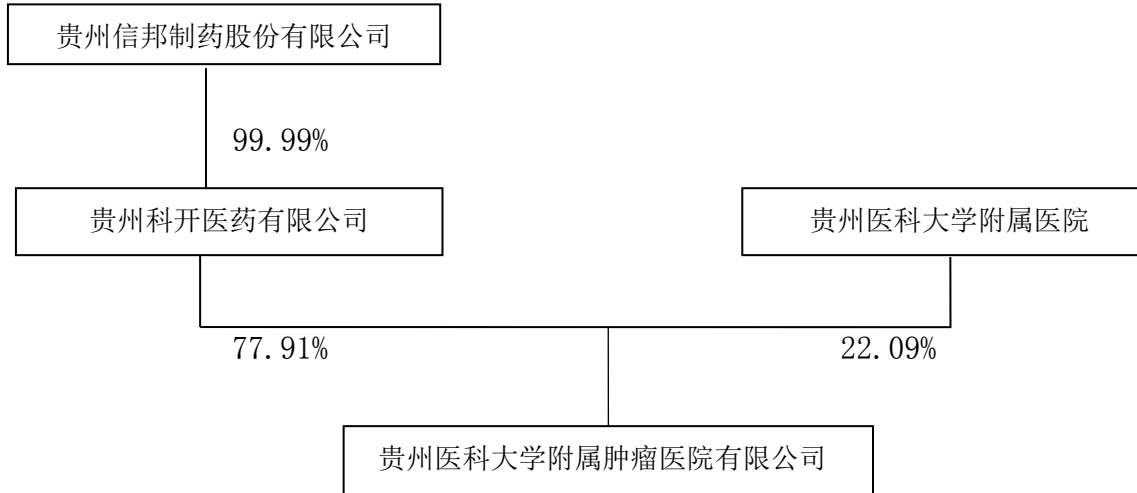 贵州信邦制药股份有限公司
99.99%
贵州科开医药有限公司
贵州医科大学附属医院
77.91%
22.09%
贵州医科大学附属肿瘤医院有限公司